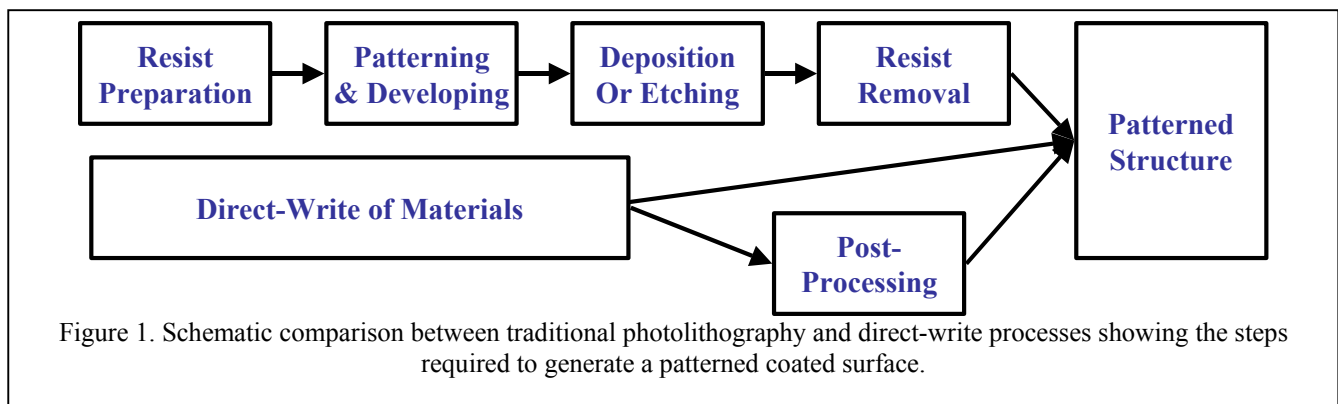 Resist
Preparation
Patterning
& Developing
Deposition
Or Etching
Resist
Removal
Patterned
Structure
Direct-Write of Materials
Post-
Processing
Figure 1. Schematic comparison between traditional photolithography and direct-write processes showing the steps
required to generate a patterned coated surface.